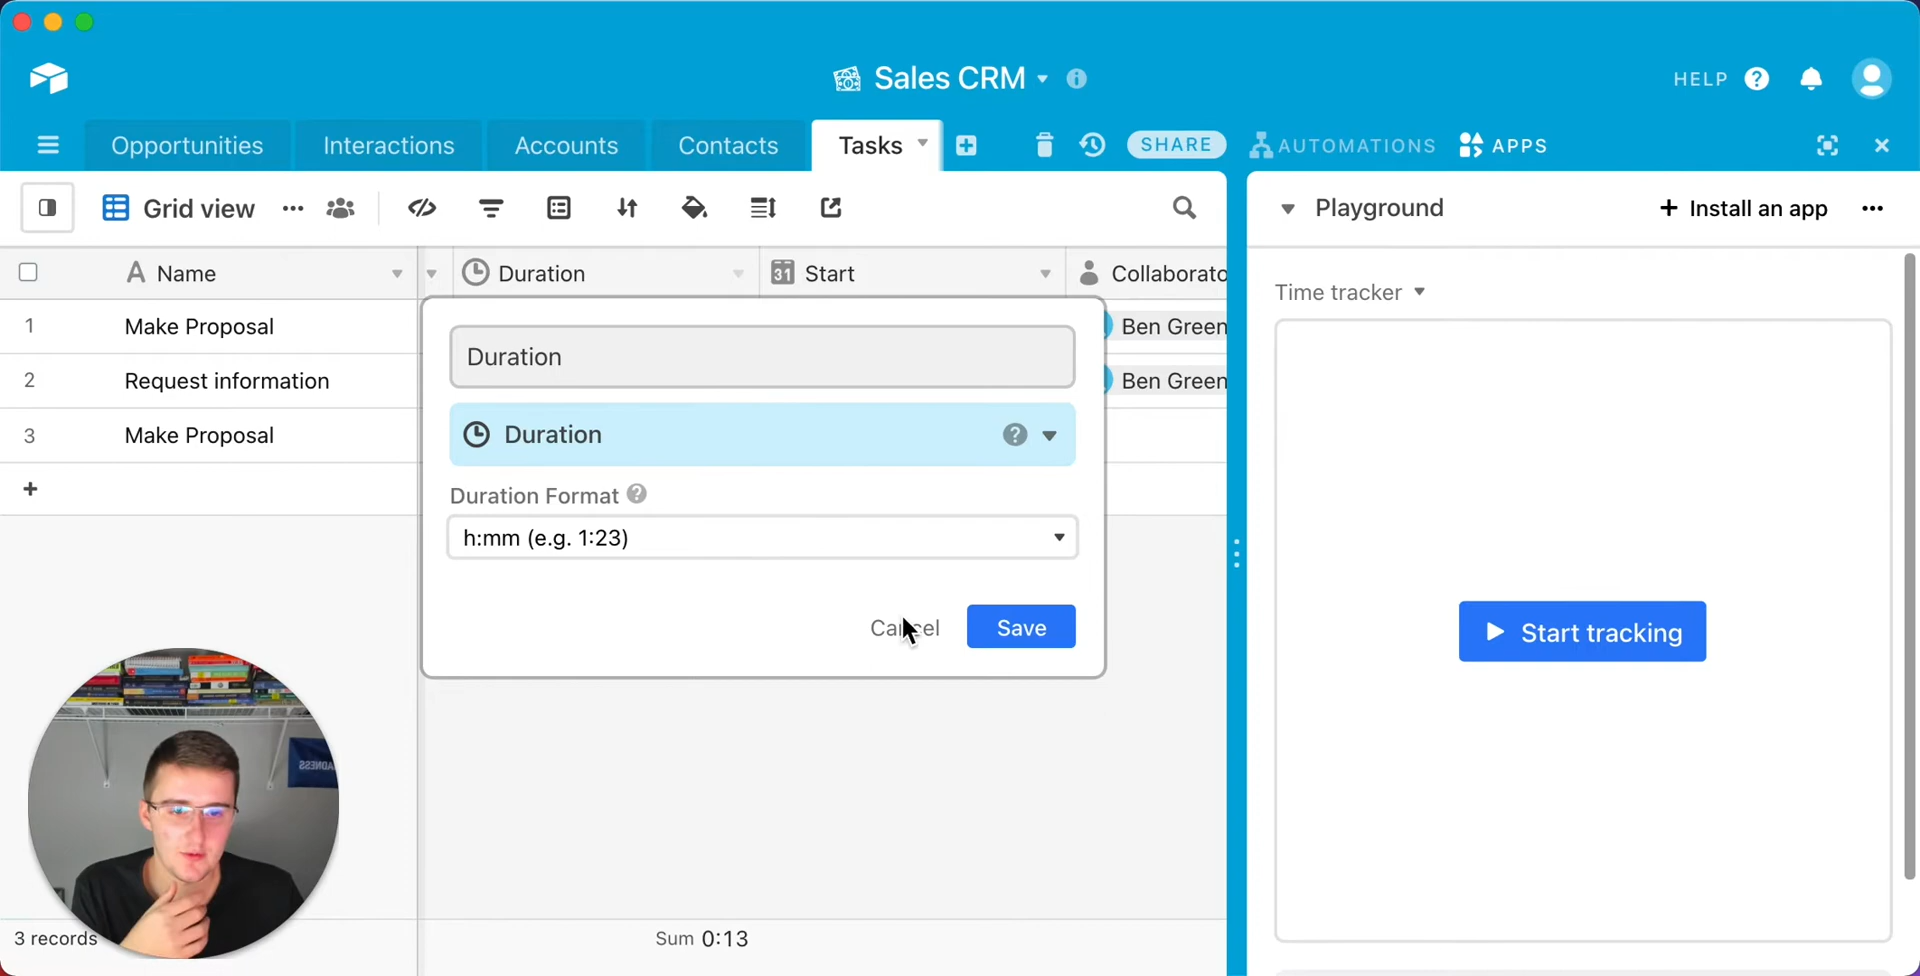 Sales CRM
HELP
Opportunities
Interactions
Accounts
Contacts
Tasks
SHARE
AUTOMATIONS
APPS
Grid view
Playground
+ Install an app
Name
Duration
31 Start
Collaborato
Time tracker
1 Make Proposal
Ben Green
2 Request information
Ben Green
3 Make Proposal
Duration
Duration
Duration Format
h:mm (e.g. 1:23)
Cancel
Save
Start tracking
3 records
Sum 0:13